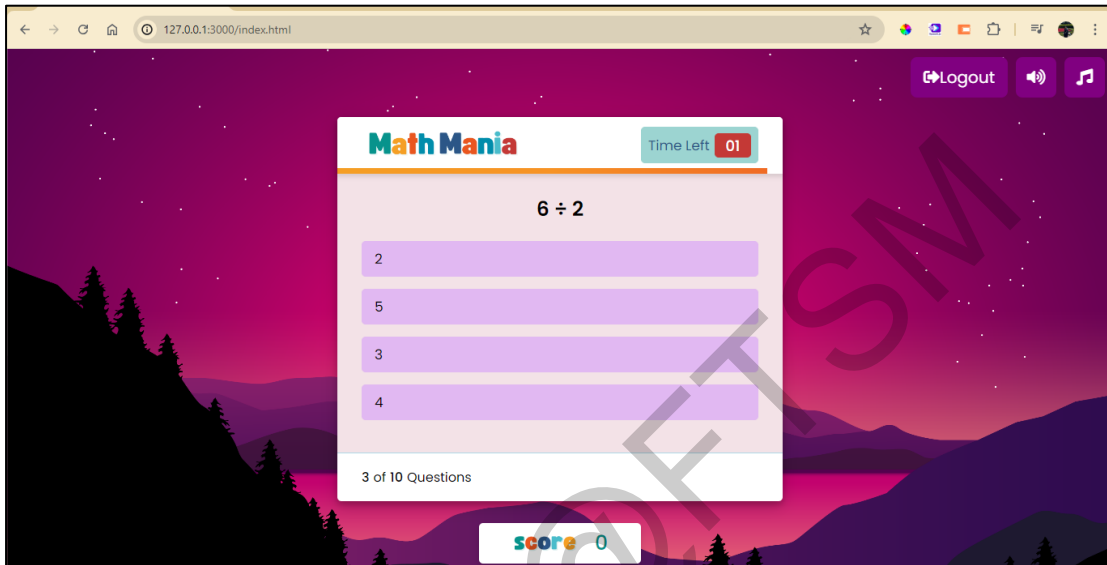 127.0.0.1:3000/index.html
Logout
Math Mania
Time Left 01
6 ÷ 2
2
5
3
4
3 of 10 Questions
score 0
@FTSM